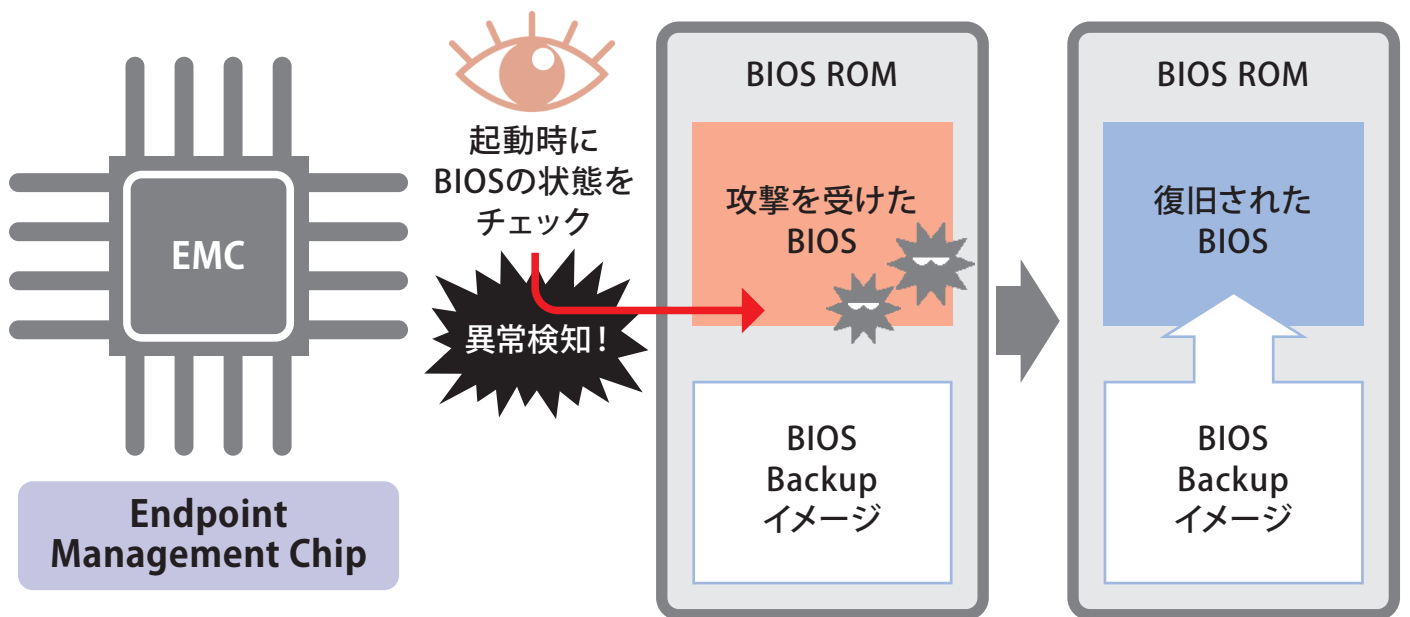 EMC
Endpoint
Management Chip
起動時に
BIOSの状態を
チェック
異常検知！
BIOS ROM
攻撃を受けた
BIOS
BIOS
Backup
イメージ
BIOS ROM
復旧された
BIOS
BIOS
Backup
イメージ